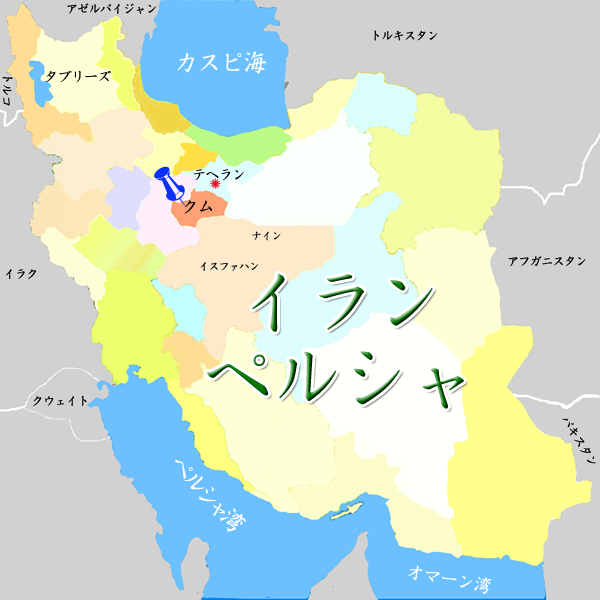 アゼルバイジャン
トルキスタン
カスピ海
タブリーズ
トルコ
テヘラン
クム
ナイン
イスファハン
イラク
アフガニスタン
イラン
ペルシャ
クウェイト
パキスタン
ペルシャ湾
オマーン湾